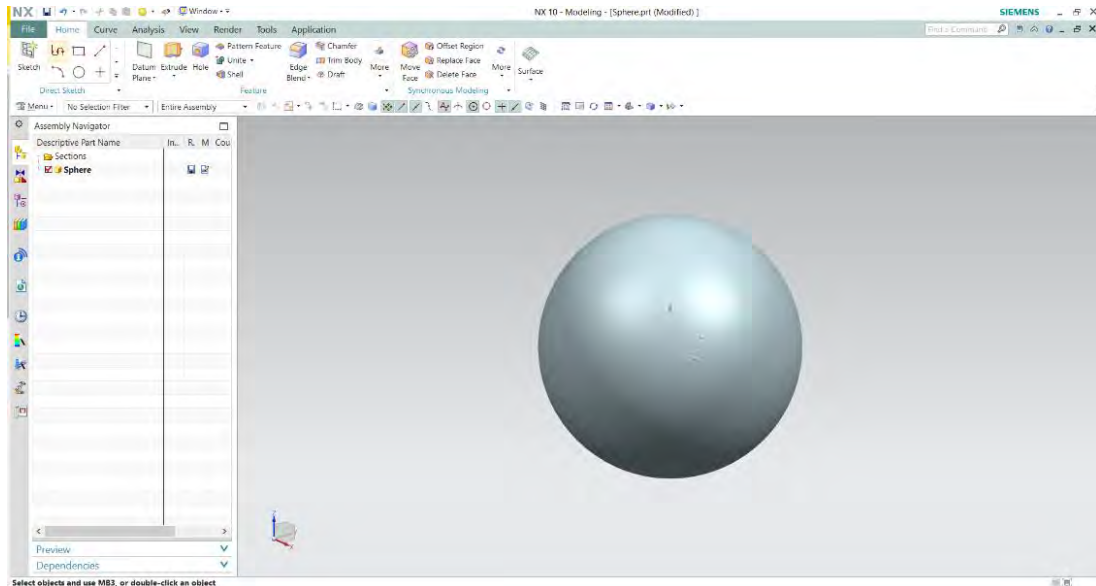 NX Window NX 10 - Modeling - [Sphere.prt (Modified) ] SIEMENS
File Home Curve Analysis View Render Tools Application Find a Command
Pattern Feature Chamfer Offset Region
Unite Trim Body Replace Face
Shell Draft Delete Face
Sketch Datum Plane Extrude Hole Edge Blend More Move Face More Surface
Direct Sketch Feature Synchronous Modeling
Menu No Selection Filter Entire Assembly
Assembly Navigator
Descriptive Part Name In... R. M Cou
Sections
Sphere
Preview
Dependencies
Select objects and use MB3, or double-click an object